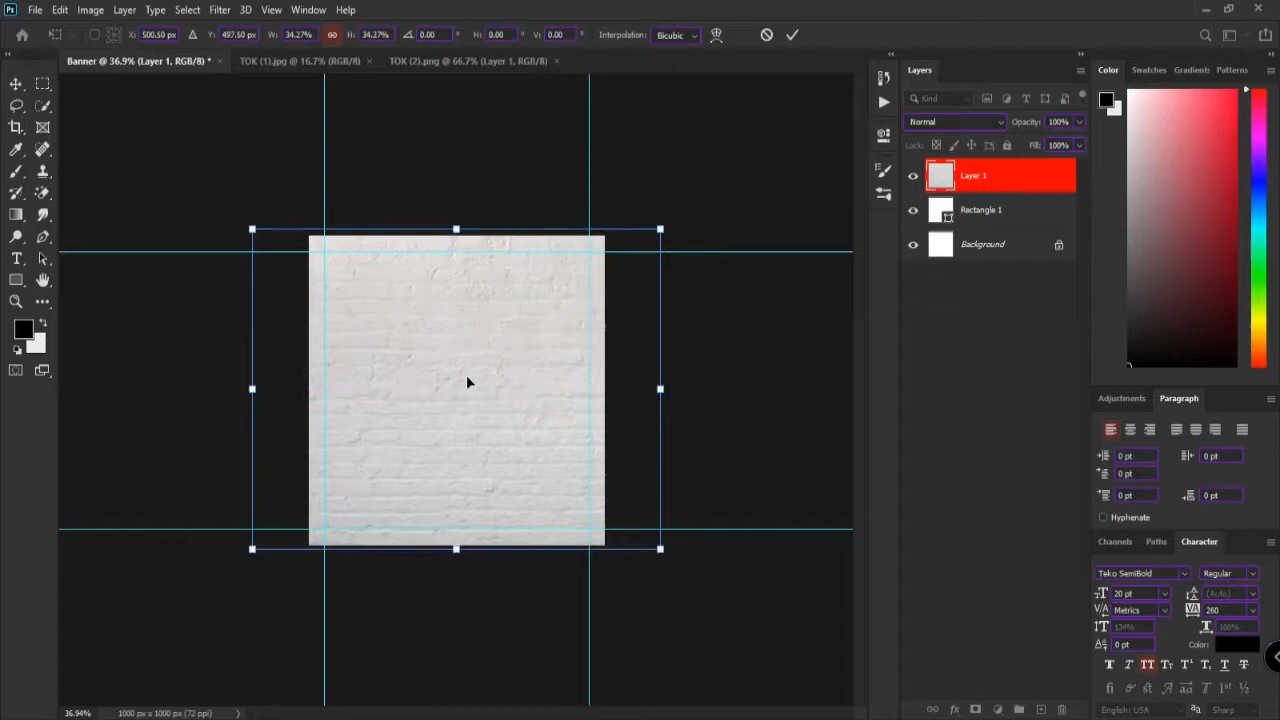 Ps File Edit Image Layer Type Select Filter 3D View Window Help
X: 500.50 px Y: 497.50 px W: 34.27% H: 34.27% 0.00 ° H: 0.00 ° V: 0.00 ° Interpolation: Bicubic
Banner @ 36.9% (Layer 1, RGB/8) * × TOK (1).jpg @ 16.7% (RGB/8) × TOK (2).png @ 66.7% (Layer 1, RGB/8) ×
Layers
Kind
Normal Opacity: 100%
Lock: Fill: 100%
Layer 1
Rectangle 1
Background
Color Swatches Gradients Patterns
Adjustments Paragraph
0 pt 0 pt
0 pt
0 pt 0 pt
Hyphenate
Channels Paths Character
Teko SemiBold Regular
20 pt (Auto)
Metrics 260
134% 100%
0 pt Color:
English: USA Sharp
36.94% 1000 px x 1000 px (72 ppi)